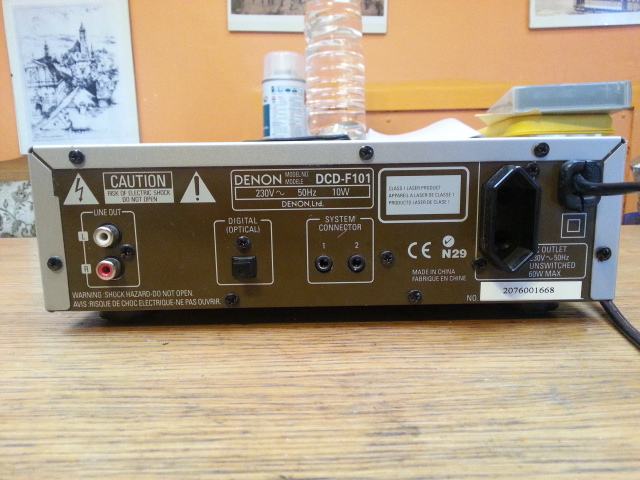 CAUTION
RISK OF ELECTRIC SHOCK
DO NOT OPEN
DENON MODEL NO. DCD-F101
MODELE
230V~ 50Hz 10W
DENON, Ltd.
CLASS 1 LASER PRODUCT
APPAREIL A LASER DE CLASSE 1
PRODUCTO LASER DE CLASE 1
LINE OUT
L
R
DIGITAL
(OPTICAL)
SYSTEM
CONNECTOR
1 2
CE N29
MADE IN CHINA
FABRIQUE EN CHINE
AC OUTLET
230V~50Hz
UNSWITCHED
60W MAX
WARNING:SHOCK HAZARD-DO NOT OPEN.
AVIS:RISQUE DE CHOC ELECTRIQUE-NE PAS OUVRIR.
NO. 2076001668